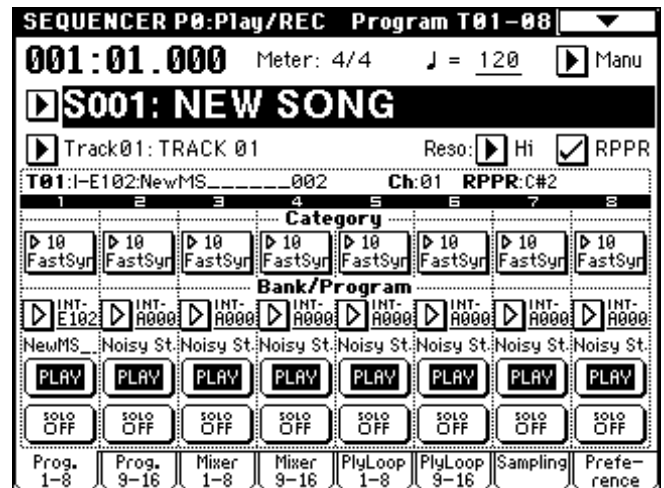 SEQUENCER P0:Play/REC Program T01-08
001:01.000 Meter: 4/4 ♩ = 120 Manu
S001: NEW SONG
Track01: TRACK 01 Reso: Hi RPPR
T01:I-E102:NewMS______002 Ch:01 RPPR:C#2
1 2 3 4 5 6 7 8
Category
10 10 10 10 10 10 10 10
FastSyn FastSyn FastSyn FastSyn FastSyn FastSyn FastSyn FastSyn
Bank/Program
INT- INT- INT- INT- INT- INT- INT- INT-
E102 A000 A000 A000 A000 A000 A000 A000
NewMS_. Noisy St. Noisy St. Noisy St. Noisy St. Noisy St. Noisy St. Noisy St.
PLAY PLAY PLAY PLAY PLAY PLAY PLAY PLAY
SOLO SOLO SOLO SOLO SOLO SOLO SOLO SOLO
OFF OFF OFF OFF OFF OFF OFF OFF
Prog. Prog. Mixer Mixer PlyLoop PlyLoop Sampling Prefe-
1-8 9-16 1-8 9-16 1-8 9-16 rence